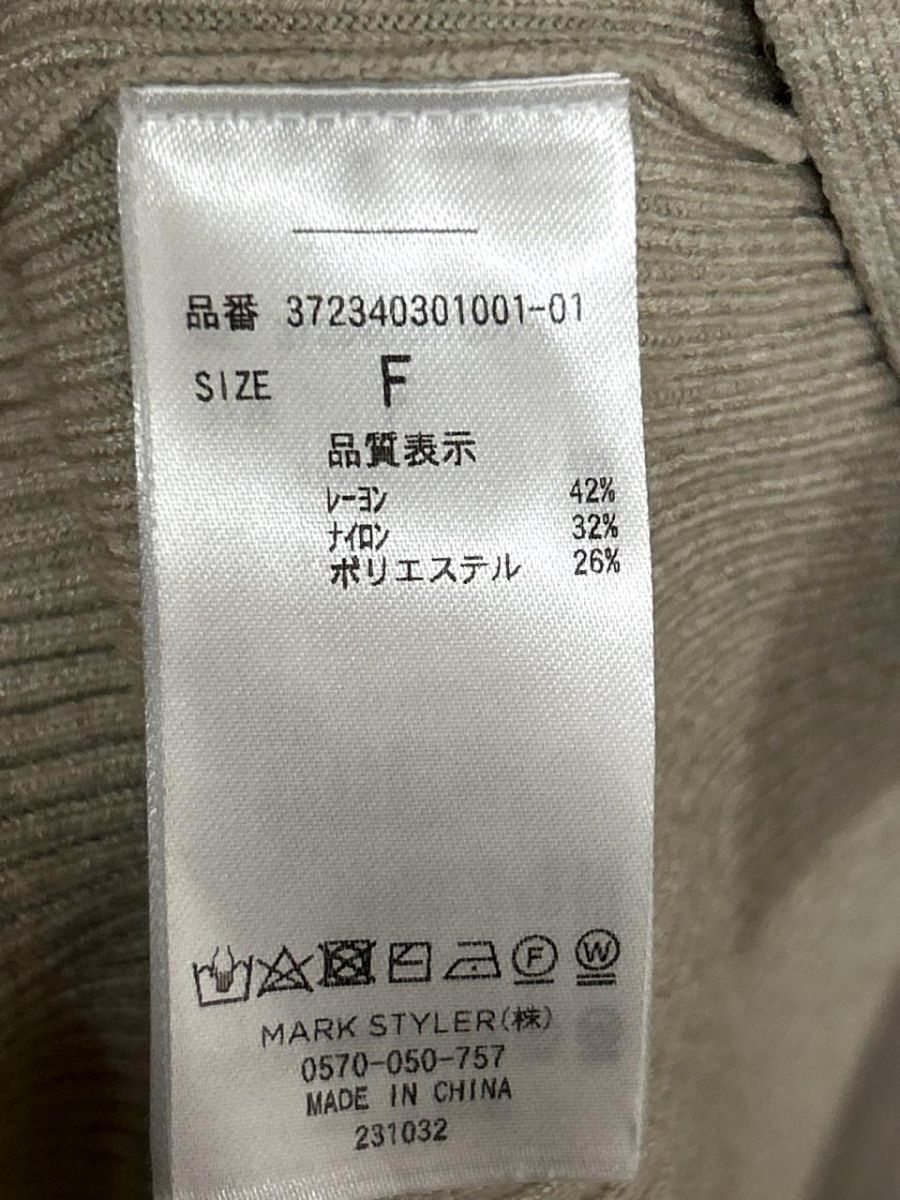 品番 372340301001-01
SIZE F
品質表示
レーヨン 42%
ナイロン 32%
ポリエステル 26%
F W
MARK STYLER(株)
0570-050-757
MADE IN CHINA
231032